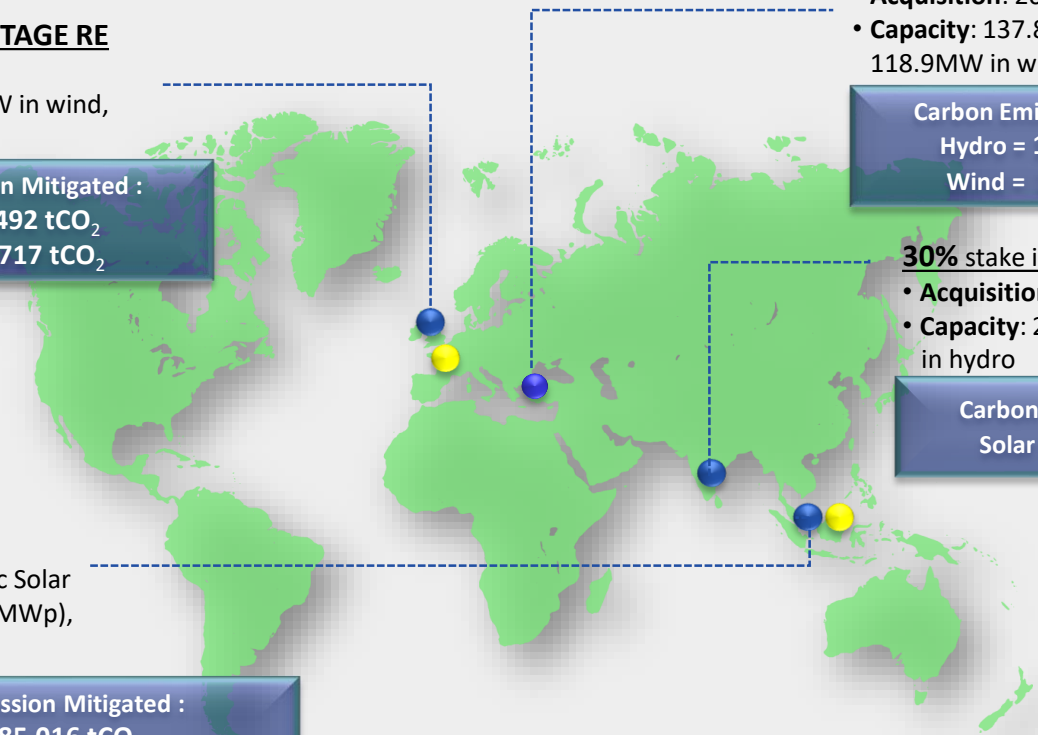 TAGE RE
W in wind,
n Mitigated :
492 tCO2
717 tCO2
• Capacity: 137.8
118.9MW in w
Carbon Emi
Hydro = 1
Wind =
30% stake i
• Acquisition
• Capacity: 2
in hydro
Carbon
Solar
c Solar
MWp),
ssion Mitigated :